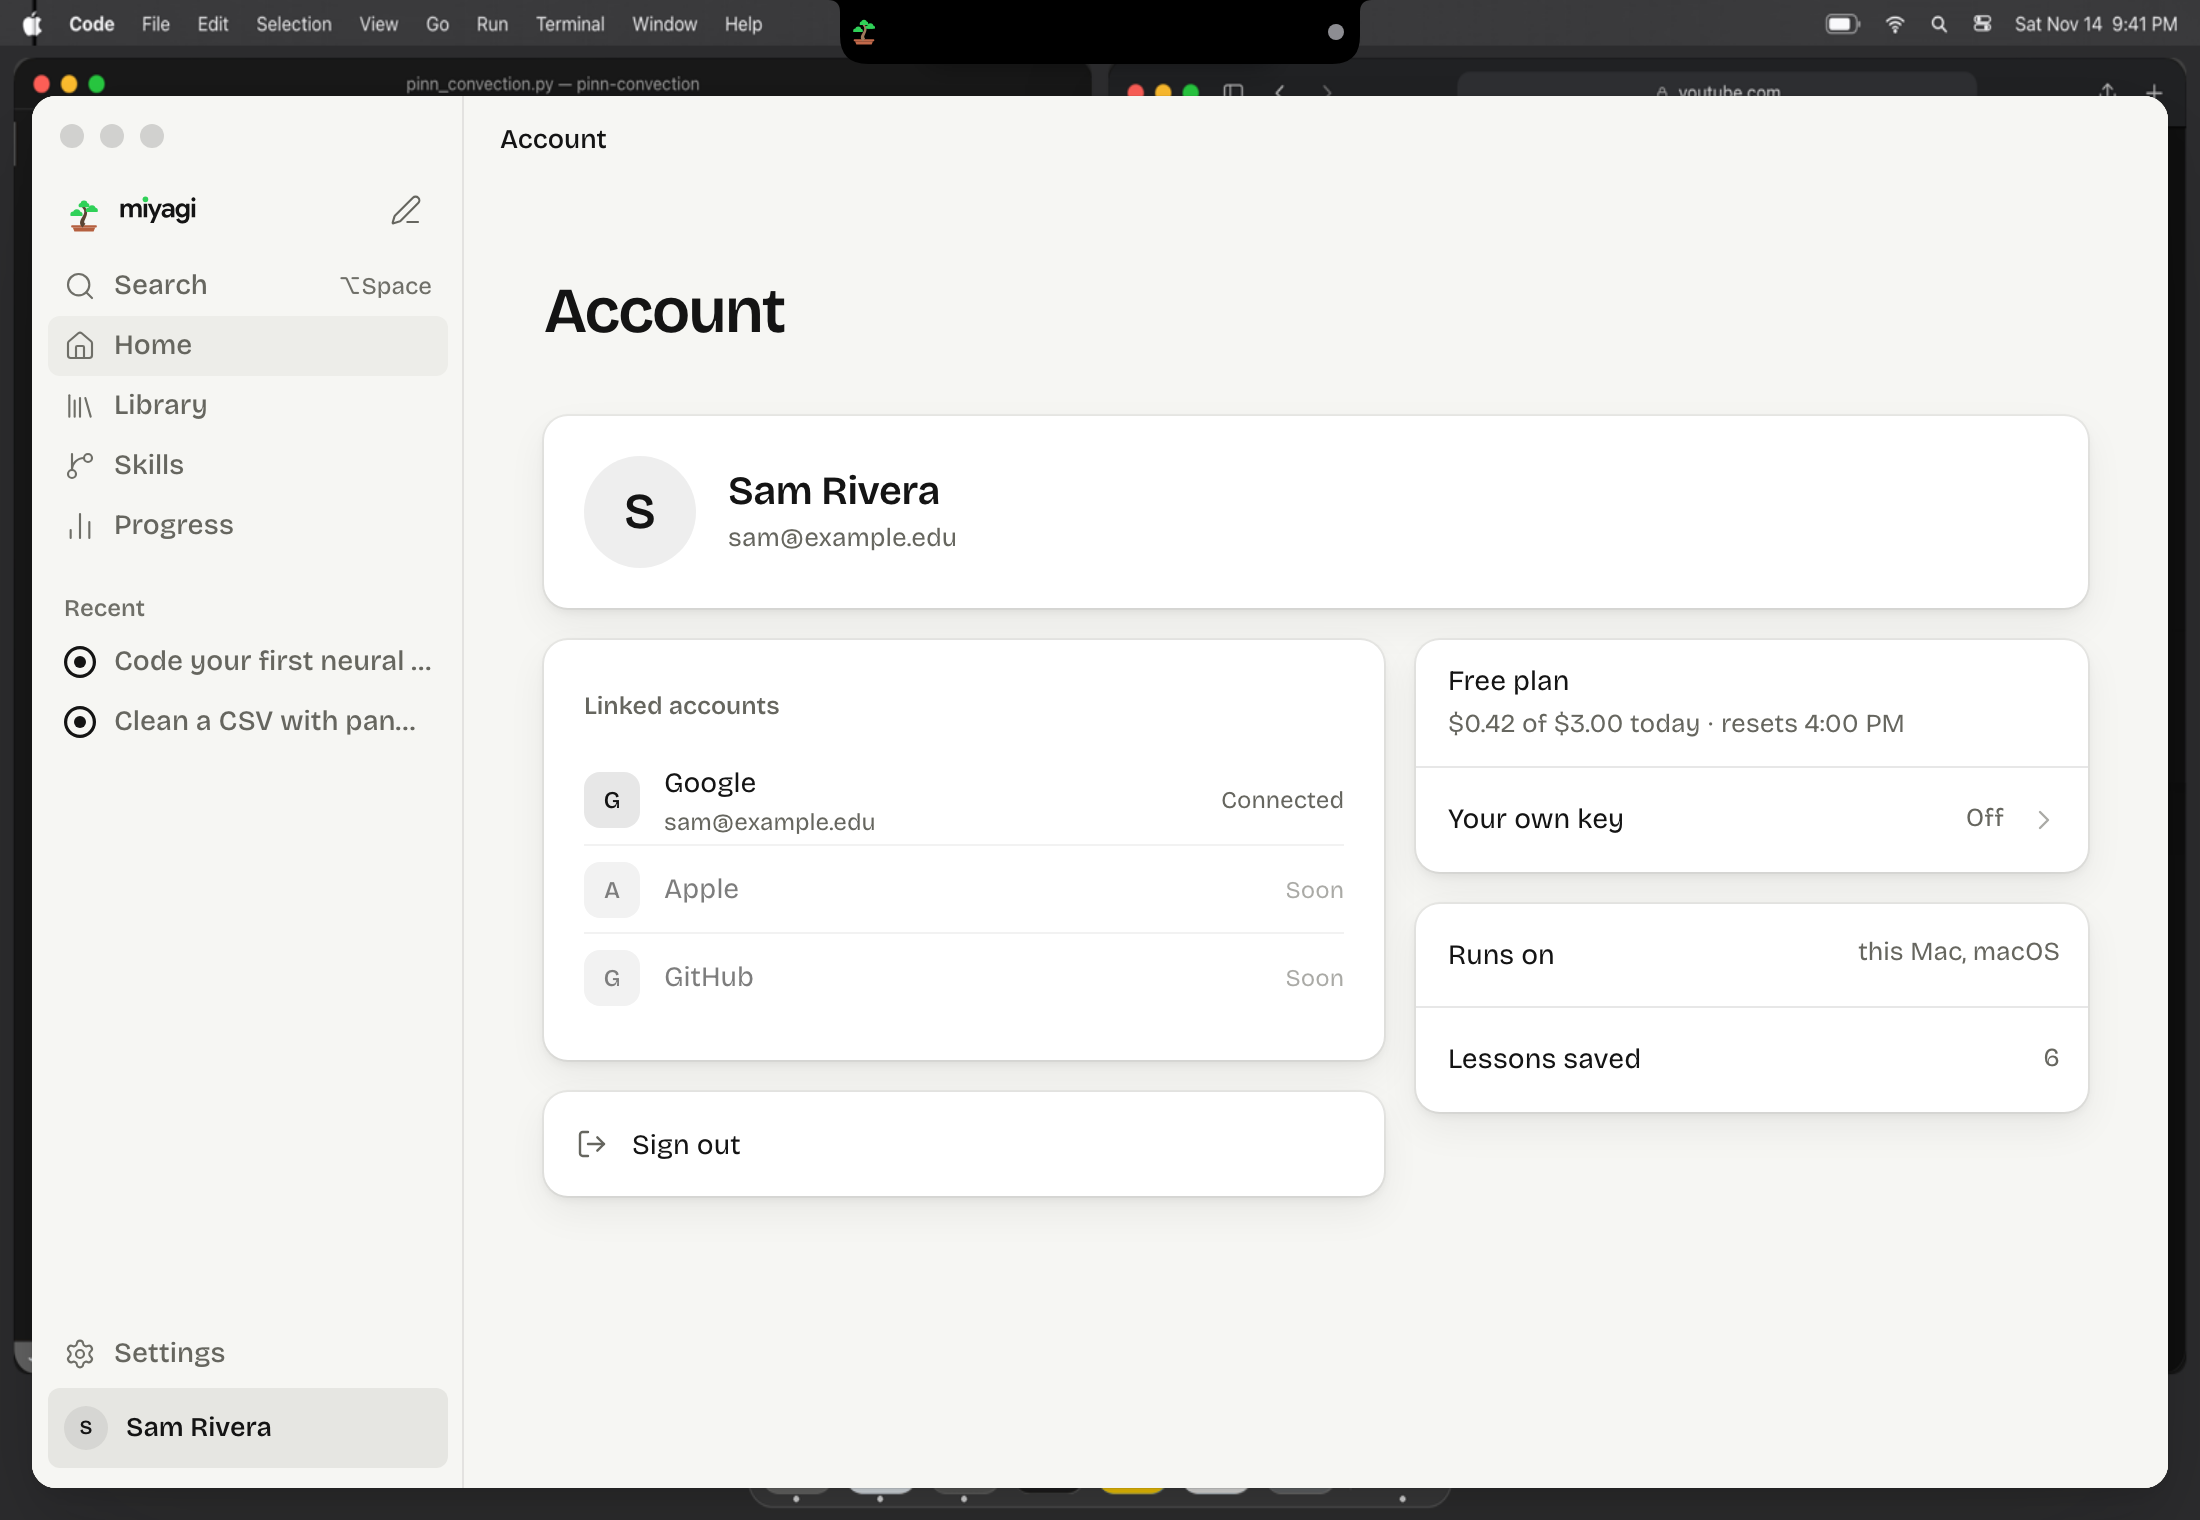 Code File Edit Selection View Go Run Terminal Window Help
Sat Nov 14 9:41 PM
pinn_convection.py — pinn-convection
youtube.com
miyagi
Search ⌥Space
Home
Library
Skills
Progress
Recent
Code your first neural ...
Clean a CSV with pan...
Settings
S Sam Rivera
Account
Account
S
Sam Rivera
sam@example.edu
Linked accounts
G Google Connected
sam@example.edu
A Apple Soon
G GitHub Soon
Sign out
Free plan
$0.42 of $3.00 today · resets 4:00 PM
Your own key Off
Runs on this Mac, macOS
Lessons saved 6